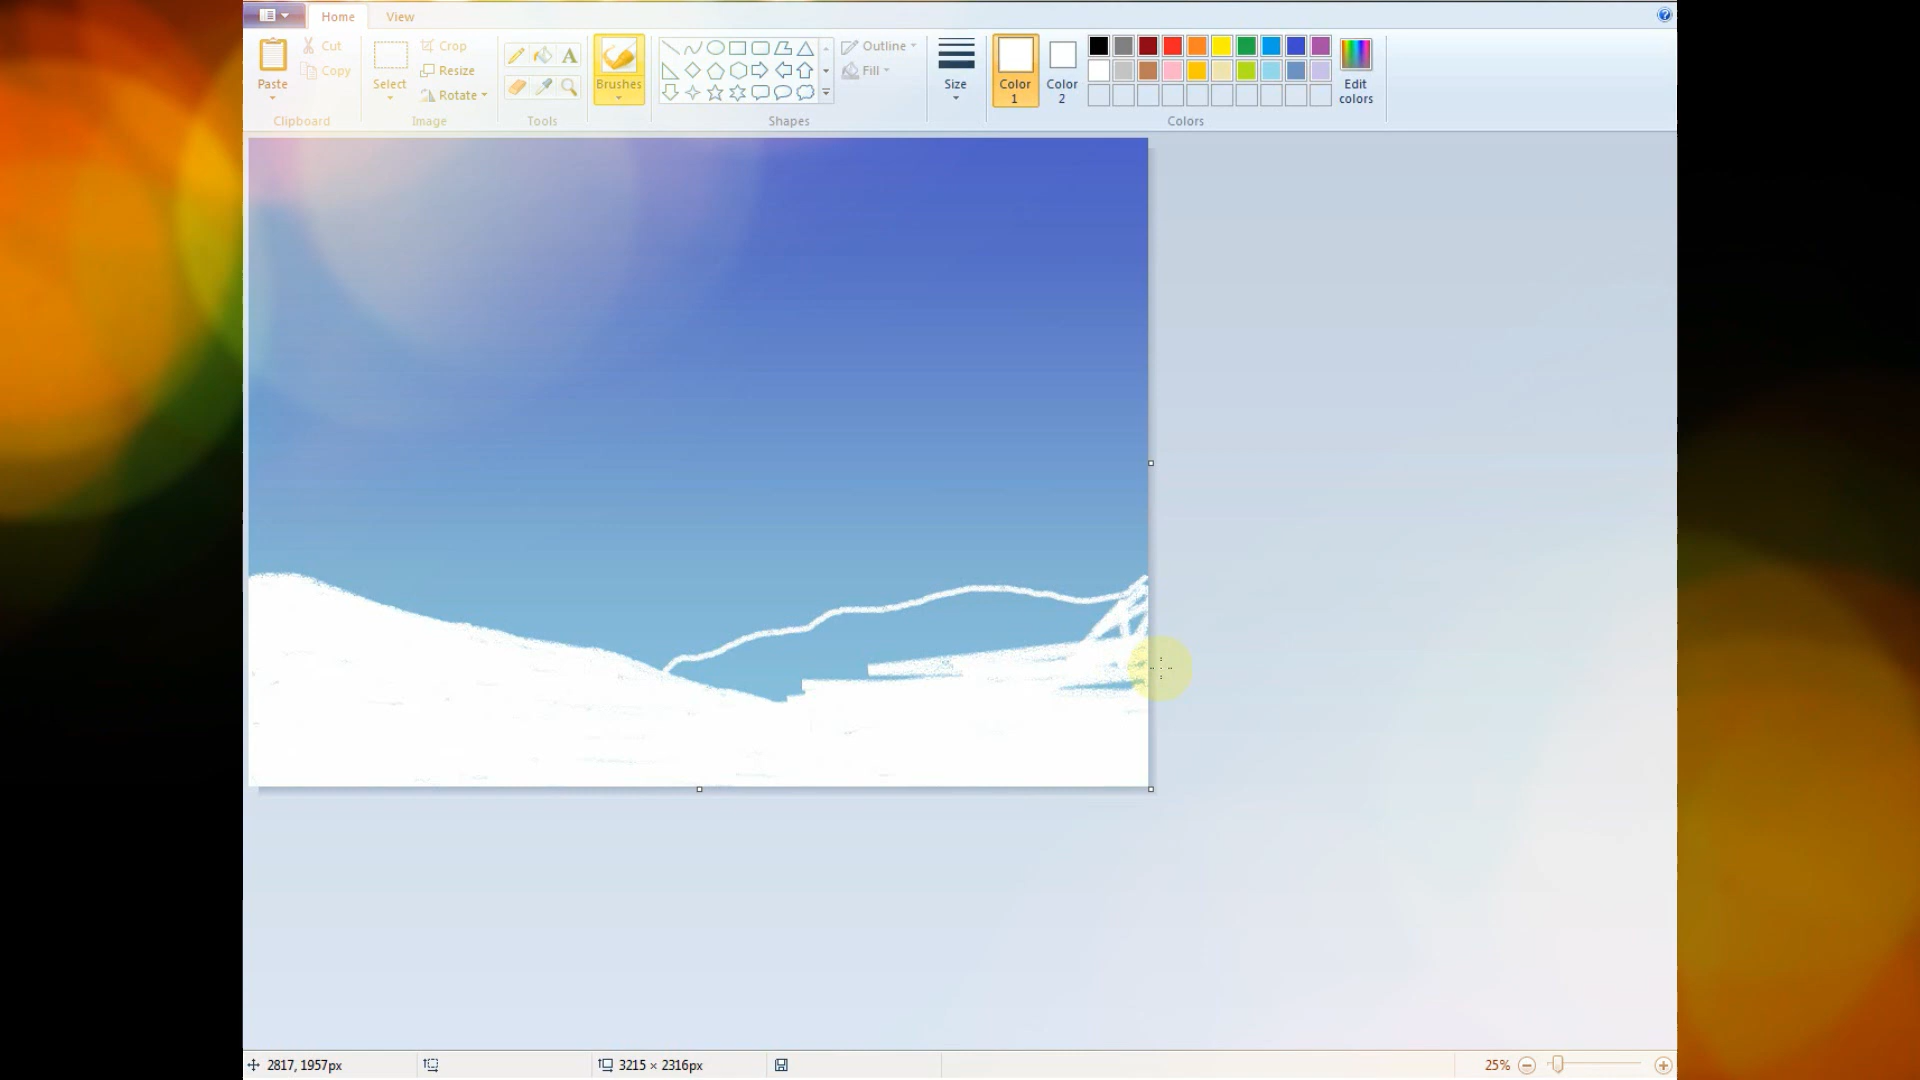 Home View
Paste
Cut
Copy
Clipboard
Select
Crop
Resize
Rotate
Image
Tools
Brushes
Shapes
Outline
Fill
Size
Color 1
Color 2
Edit colors
Colors
2817, 1957px
3215 × 2316px
25%